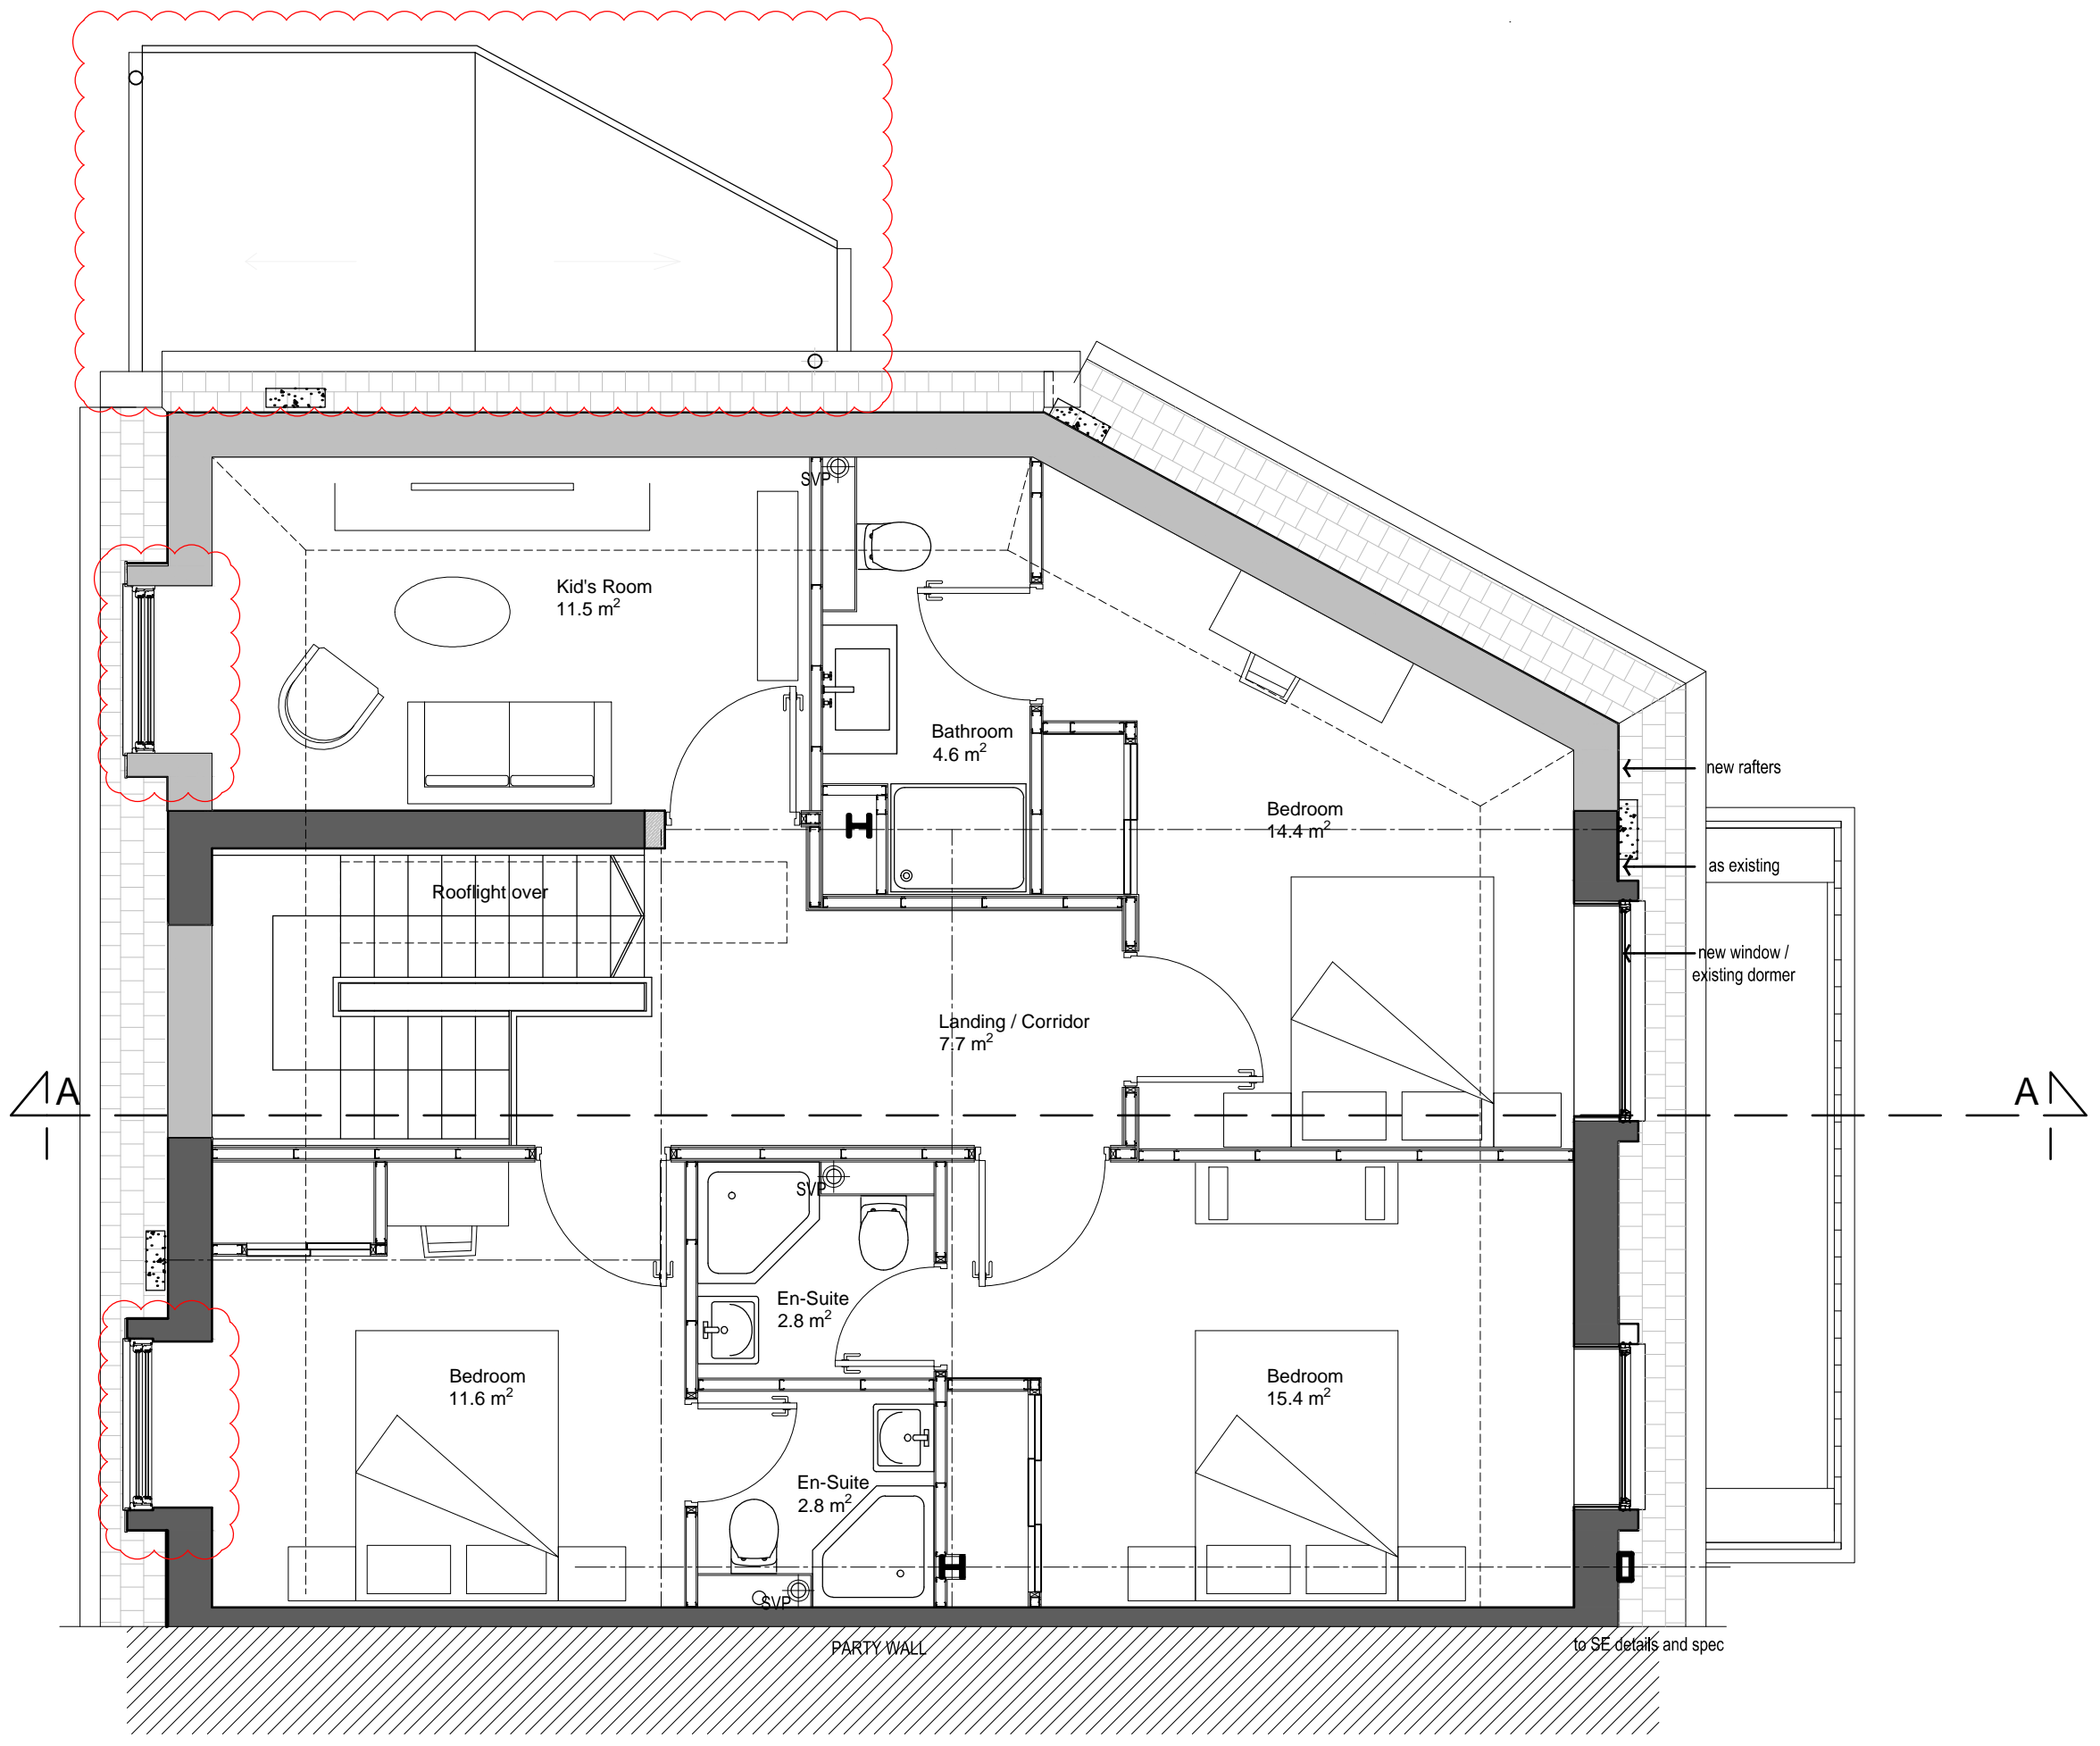 SVP
Kid's Room
11.5 m²
Bathroom
4.6 m²
new rafters
Bedroom
14.4 m²
as existing
Rooflight over
new window /
existing dormer
Landing / Corridor
7.7 m²
A
A
SVP
En-Suite
2.8 m²
Bedroom
11.6 m²
Bedroom
15.4 m²
En-Suite
2.8 m²
SVP
PARTY WALL
to SE details and spec